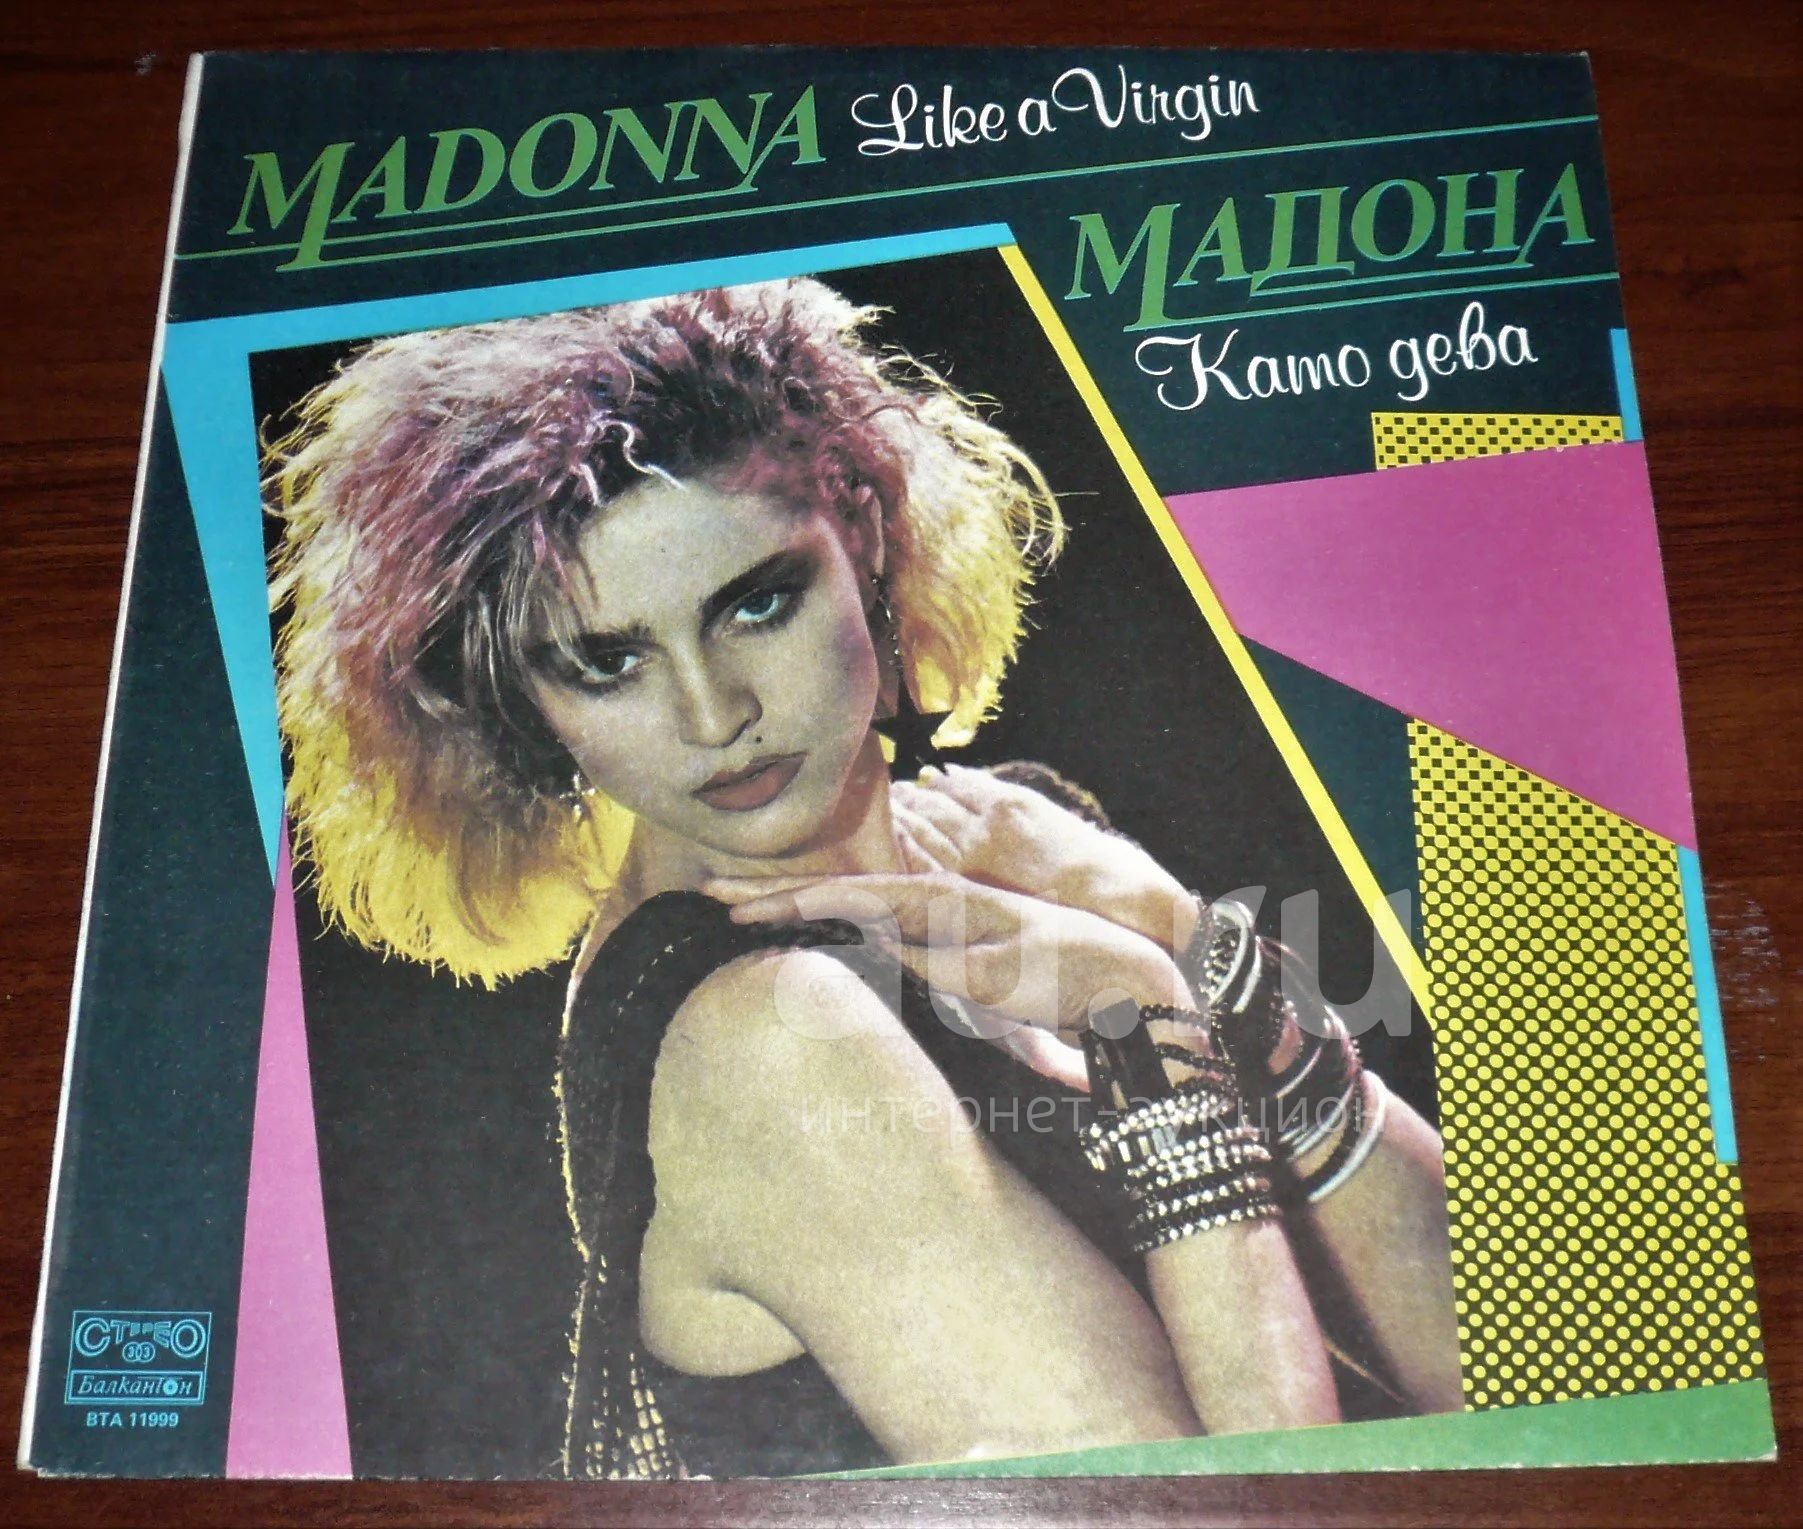 MADONNA Like a Virgin
МАДОНА
Като дева
au.ru
интернет-аукцион
СТЕРЕО
33
Балкантон
ВТА 11999